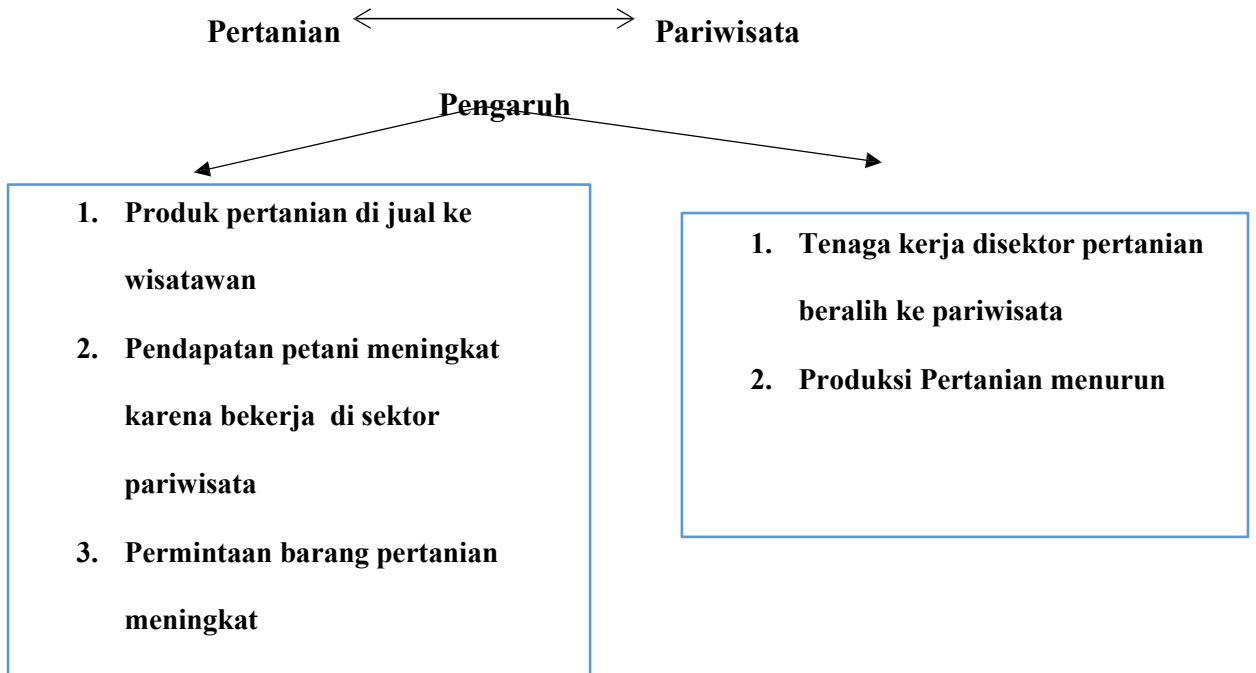 Pertanian Pariwisata
Pengaruh
1. Produk pertanian di jual ke
wisatawan
2. Pendapatan petani meningkat
karena bekerja di sektor
pariwisata
3. Permintaan barang pertanian
meningkat
1. Tenaga kerja disektor pertanian
beralih ke pariwisata
2. Produksi Pertanian menurun